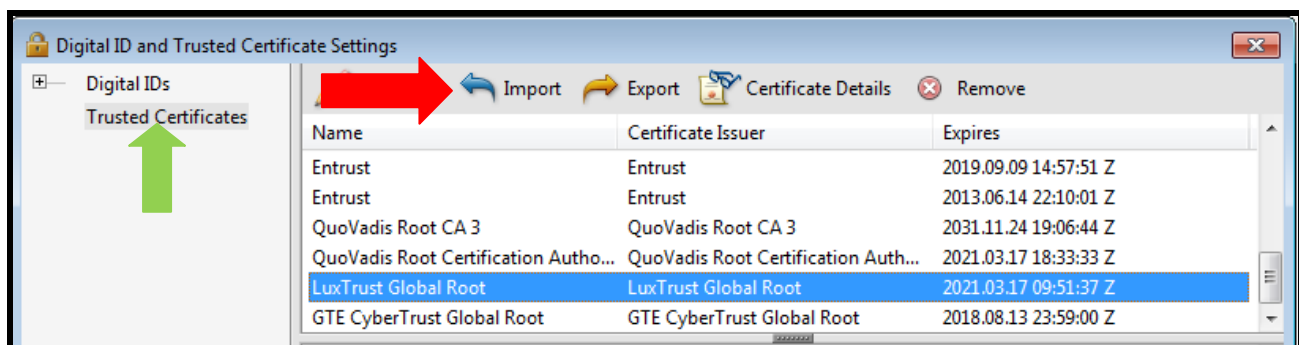 Digital ID and Trusted Certificate Settings
Digital IDs
Import Export Certificate Details Remove
Trusted Certificates
Name Certificate Issuer Expires
Entrust Entrust 2019.09.09 14:57:51 Z
Entrust Entrust 2013.06.14 22:10:01 Z
QuoVadis Root CA 3 QuoVadis Root CA 3 2031.11.24 19:06:44 Z
QuoVadis Root Certification Autho... QuoVadis Root Certification Auth... 2021.03.17 18:33:33 Z
LuxTrust Global Root LuxTrust Global Root 2021.03.17 09:51:37 Z
GTE CyberTrust Global Root GTE CyberTrust Global Root 2018.08.13 23:59:00 Z